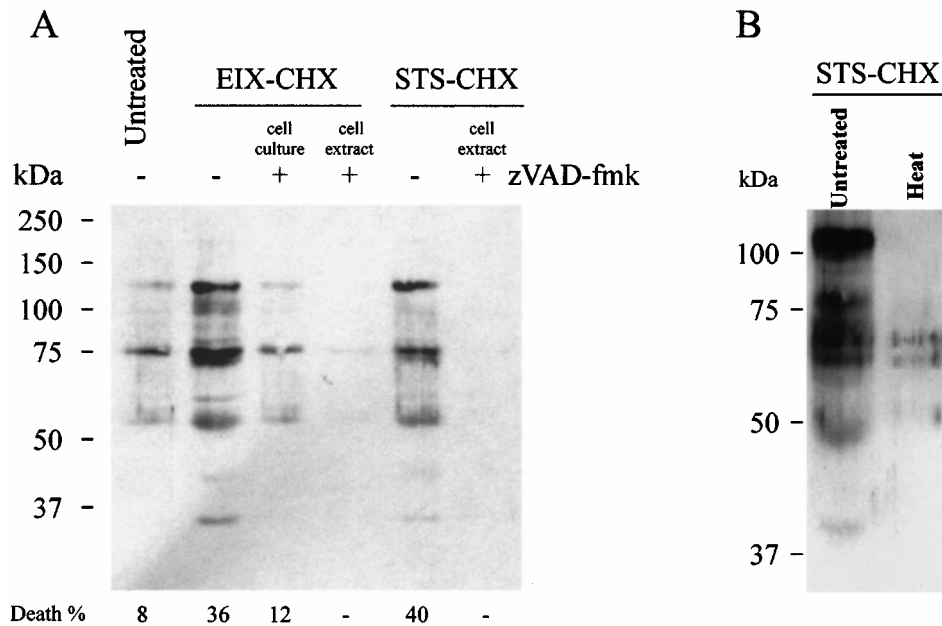 A
B
Untreated
EIX-CHX
STS-CHX
cell culture
cell extract
cell extract
kDa - - + + - + zVAD-fmk
250 -
150 -
100 -
75 -
50 -
37 -
Death % 8 36 12 - 40 -
STS-CHX
kDa
Untreated
Heat
100 -
75 -
50 -
37 -